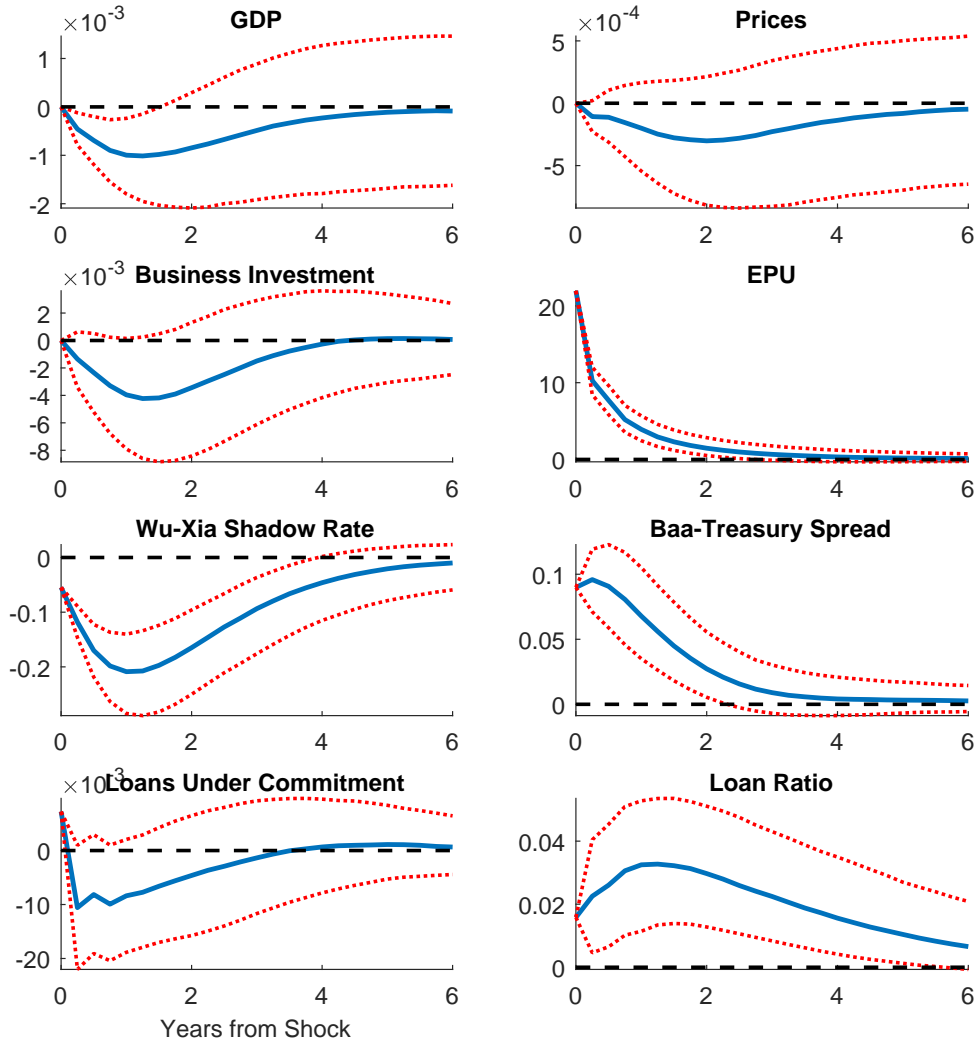 ×10⁻³
GDP
1
0
-1
-2
0 2 4 6
×10⁻⁴
Prices
5
0
-5
0 2 4 6
×10⁻³
Business Investment
2
0
-2
-4
-6
-8
0 2 4 6
EPU
20
10
0
0 2 4 6
Wu-Xia Shadow Rate
0
-0.1
-0.2
0 2 4 6
Baa-Treasury Spread
0.1
0.05
0
0 2 4 6
×10⁻³
Loans Under Commitment
0
-10
-20
0 2 4 6
Years from Shock
Loan Ratio
0.04
0.02
0
0 2 4 6